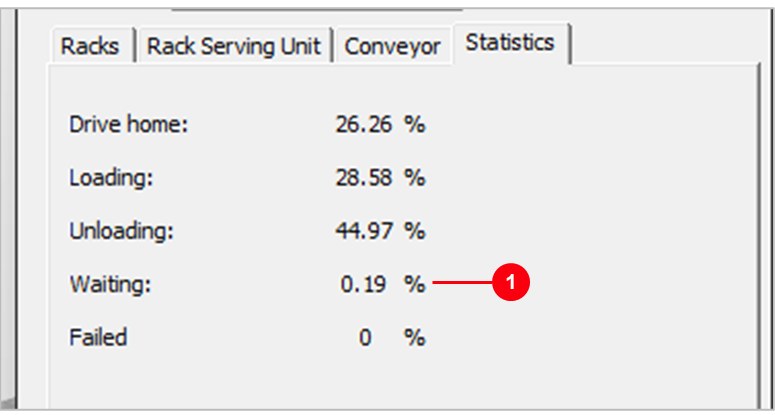 Racks Rack Serving Unit Conveyor Statistics
Drive home: 26.26 %
Loading: 28.58 %
Unloading: 44.97 %
Waiting: 0.19 % 1
Failed 0 %